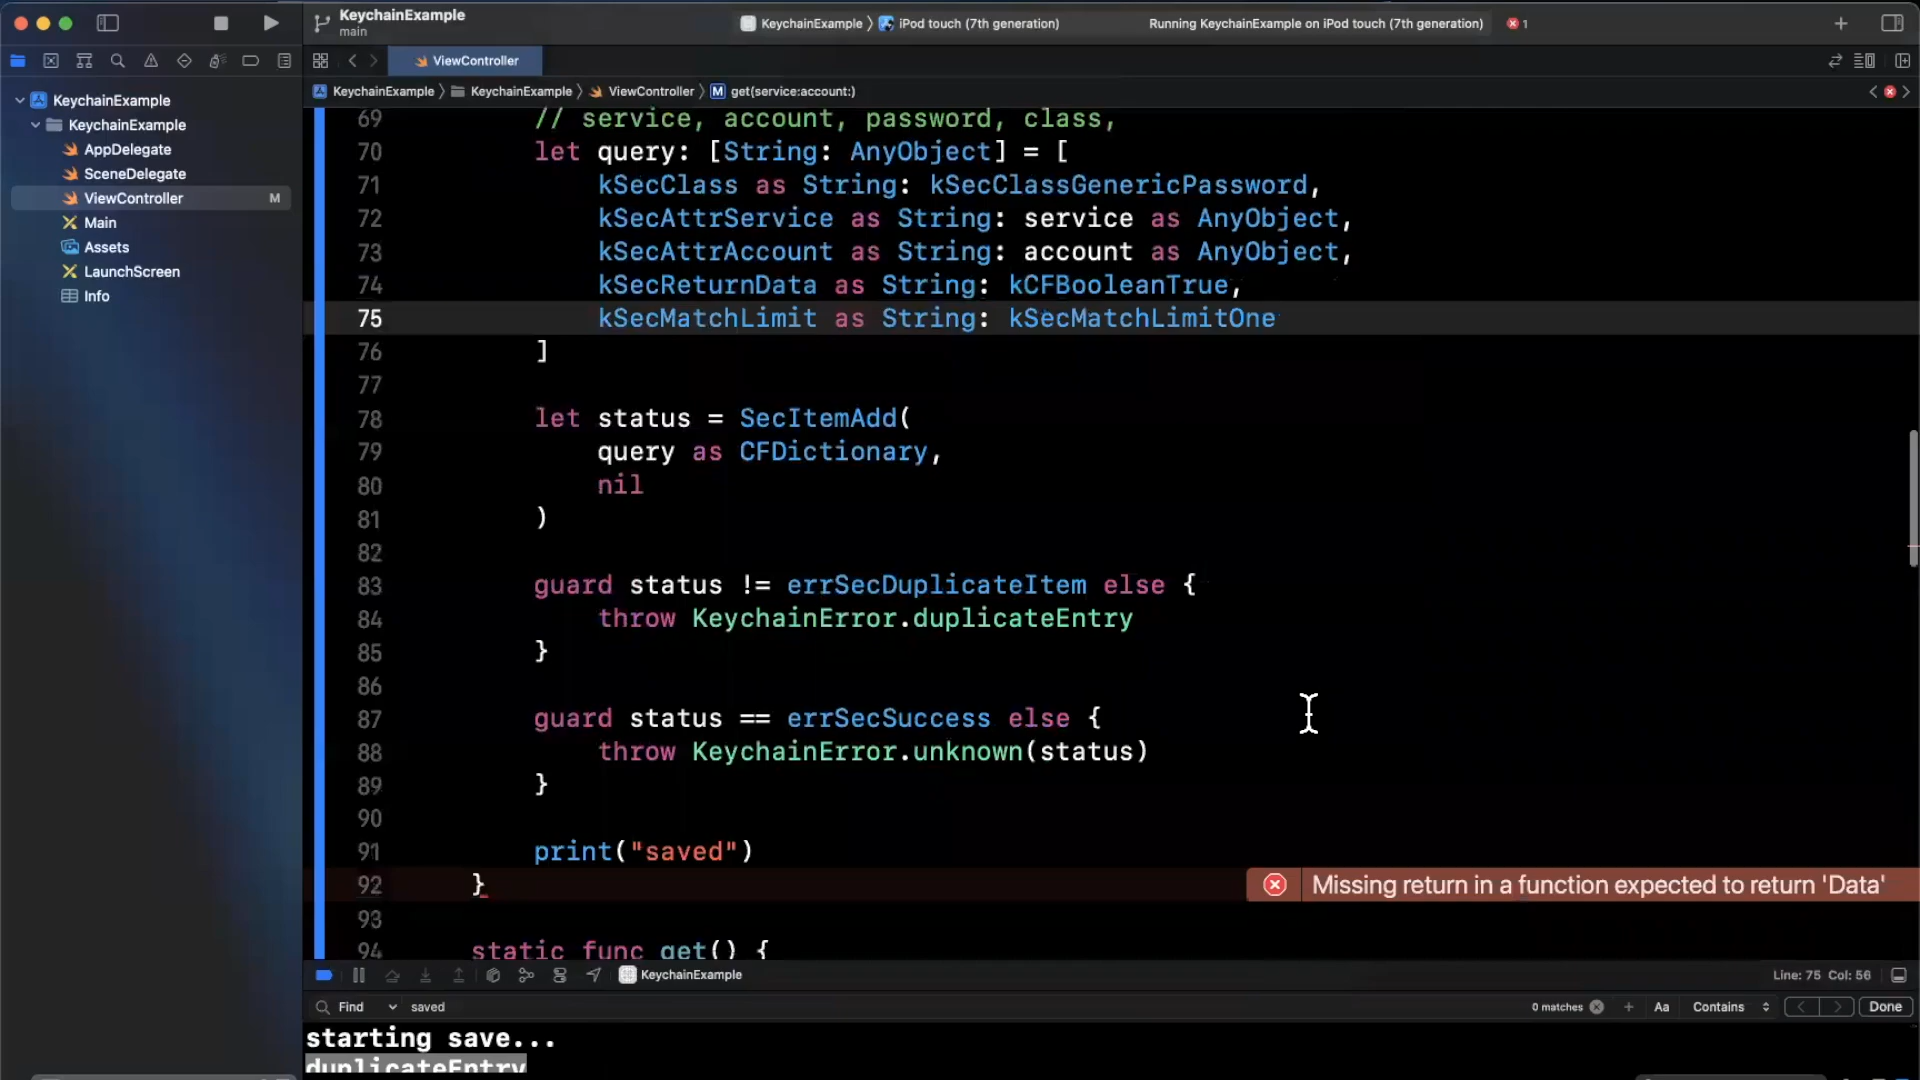 KeychainExample
main
KeychainExample 〉 iPod touch (7th generation)
Running KeychainExample on iPod touch (7th generation)
1
ViewController
KeychainExample 〉 KeychainExample 〉 ViewController 〉 M get(service:account:)
KeychainExample
KeychainExample
AppDelegate
SceneDelegate
ViewController M
Main
Assets
LaunchScreen
Info
69 // service, account, password, class,
70 let query: [String: AnyObject] = [
71 kSecClass as String: kSecClassGenericPassword,
72 kSecAttrService as String: service as AnyObject,
73 kSecAttrAccount as String: account as AnyObject,
74 kSecReturnData as String: kCFBooleanTrue,
75 kSecMatchLimit as String: kSecMatchLimitOne
76 ]
77
78 let status = SecItemAdd(
79 query as CFDictionary,
80 nil
81 )
82
83 guard status != errSecDuplicateItem else {
84 throw KeychainError.duplicateEntry
85 }
86
87 guard status == errSecSuccess else {
88 throw KeychainError.unknown(status)
89 }
90
91 print("saved")
92 } Missing return in a function expected to return 'Data'
93
94 static func get() {
KeychainExample
Line: 75 Col: 56
Find saved
0 matches
Aa Contains Done
starting save...
duplicateEntry